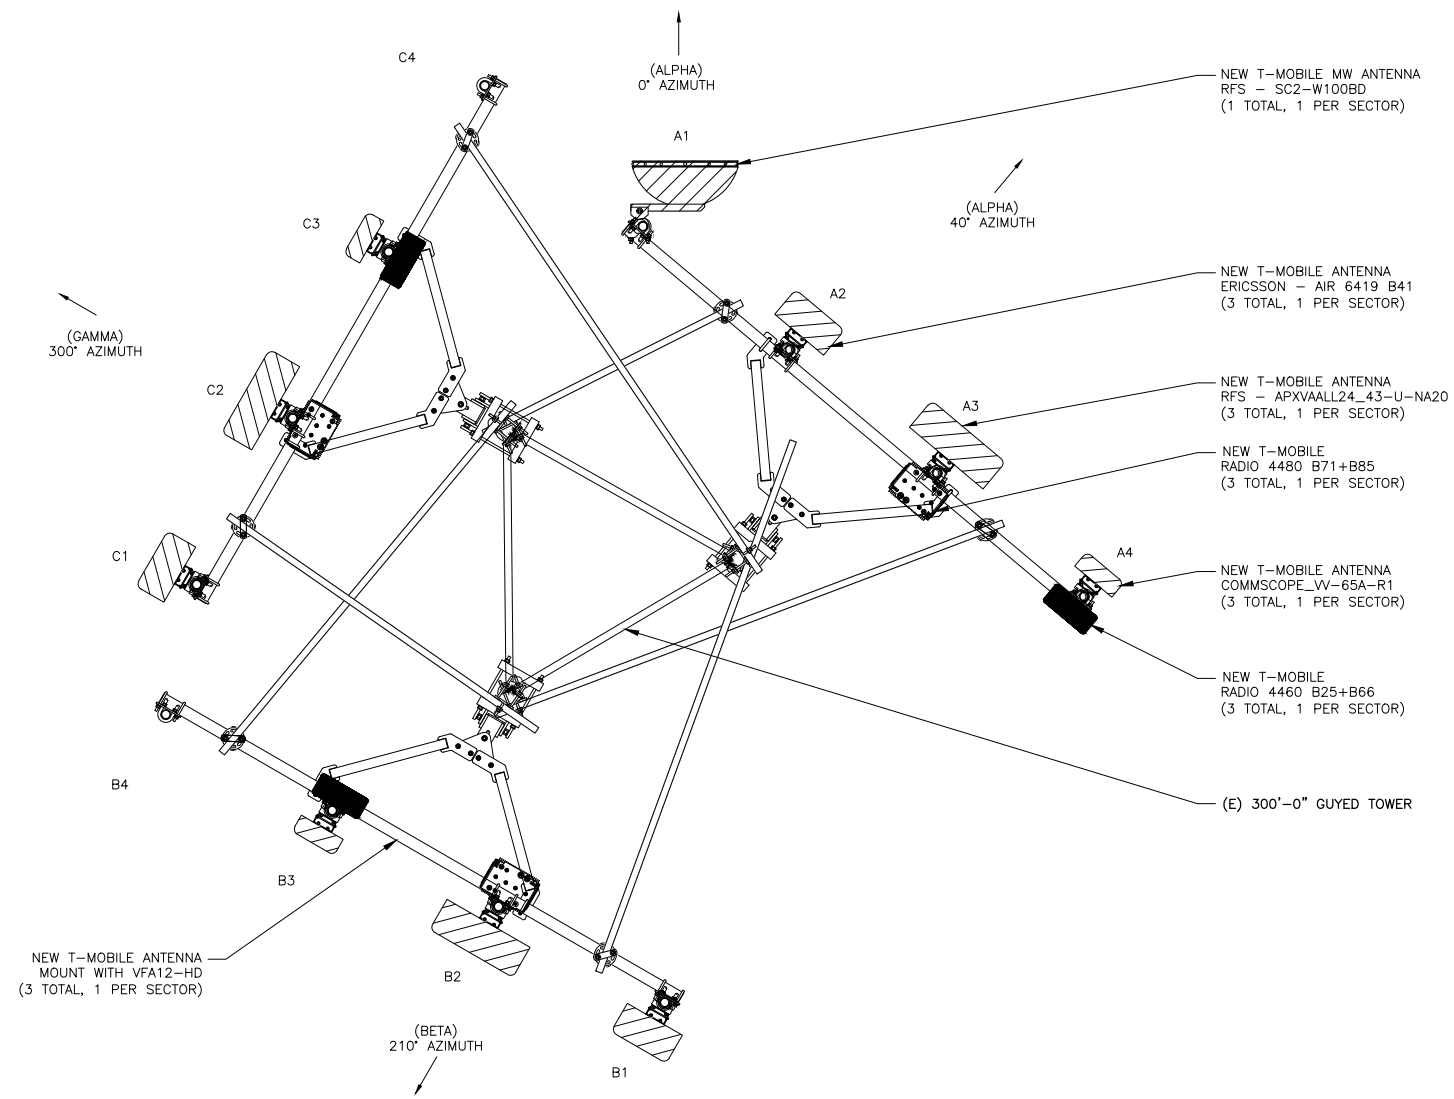 C4
(ALPHA)
0° AZIMUTH
A1
NEW T-MOBILE MW ANTENNA
RFS - SC2-W100BD
(1 TOTAL, 1 PER SECTOR)
(ALPHA)
40° AZIMUTH
C3
NEW T-MOBILE ANTENNA
ERICSSON - AIR 6419 B41
(3 TOTAL, 1 PER SECTOR)
A2
(GAMMA)
300° AZIMUTH
C2
NEW T-MOBILE ANTENNA
RFS - APXVAALL24_43-U-NA20
(3 TOTAL, 1 PER SECTOR)
A3
NEW T-MOBILE
RADIO 4480 B71+B85
(3 TOTAL, 1 PER SECTOR)
C1
A4
NEW T-MOBILE ANTENNA
COMMSCOPE_VV-65A-R1
(3 TOTAL, 1 PER SECTOR)
NEW T-MOBILE
RADIO 4460 B25+B66
(3 TOTAL, 1 PER SECTOR)
B4
(E) 300'-0" GUYED TOWER
B3
NEW T-MOBILE ANTENNA
MOUNT WITH VFA12-HD
(3 TOTAL, 1 PER SECTOR)
B2
(BETA)
210° AZIMUTH
B1